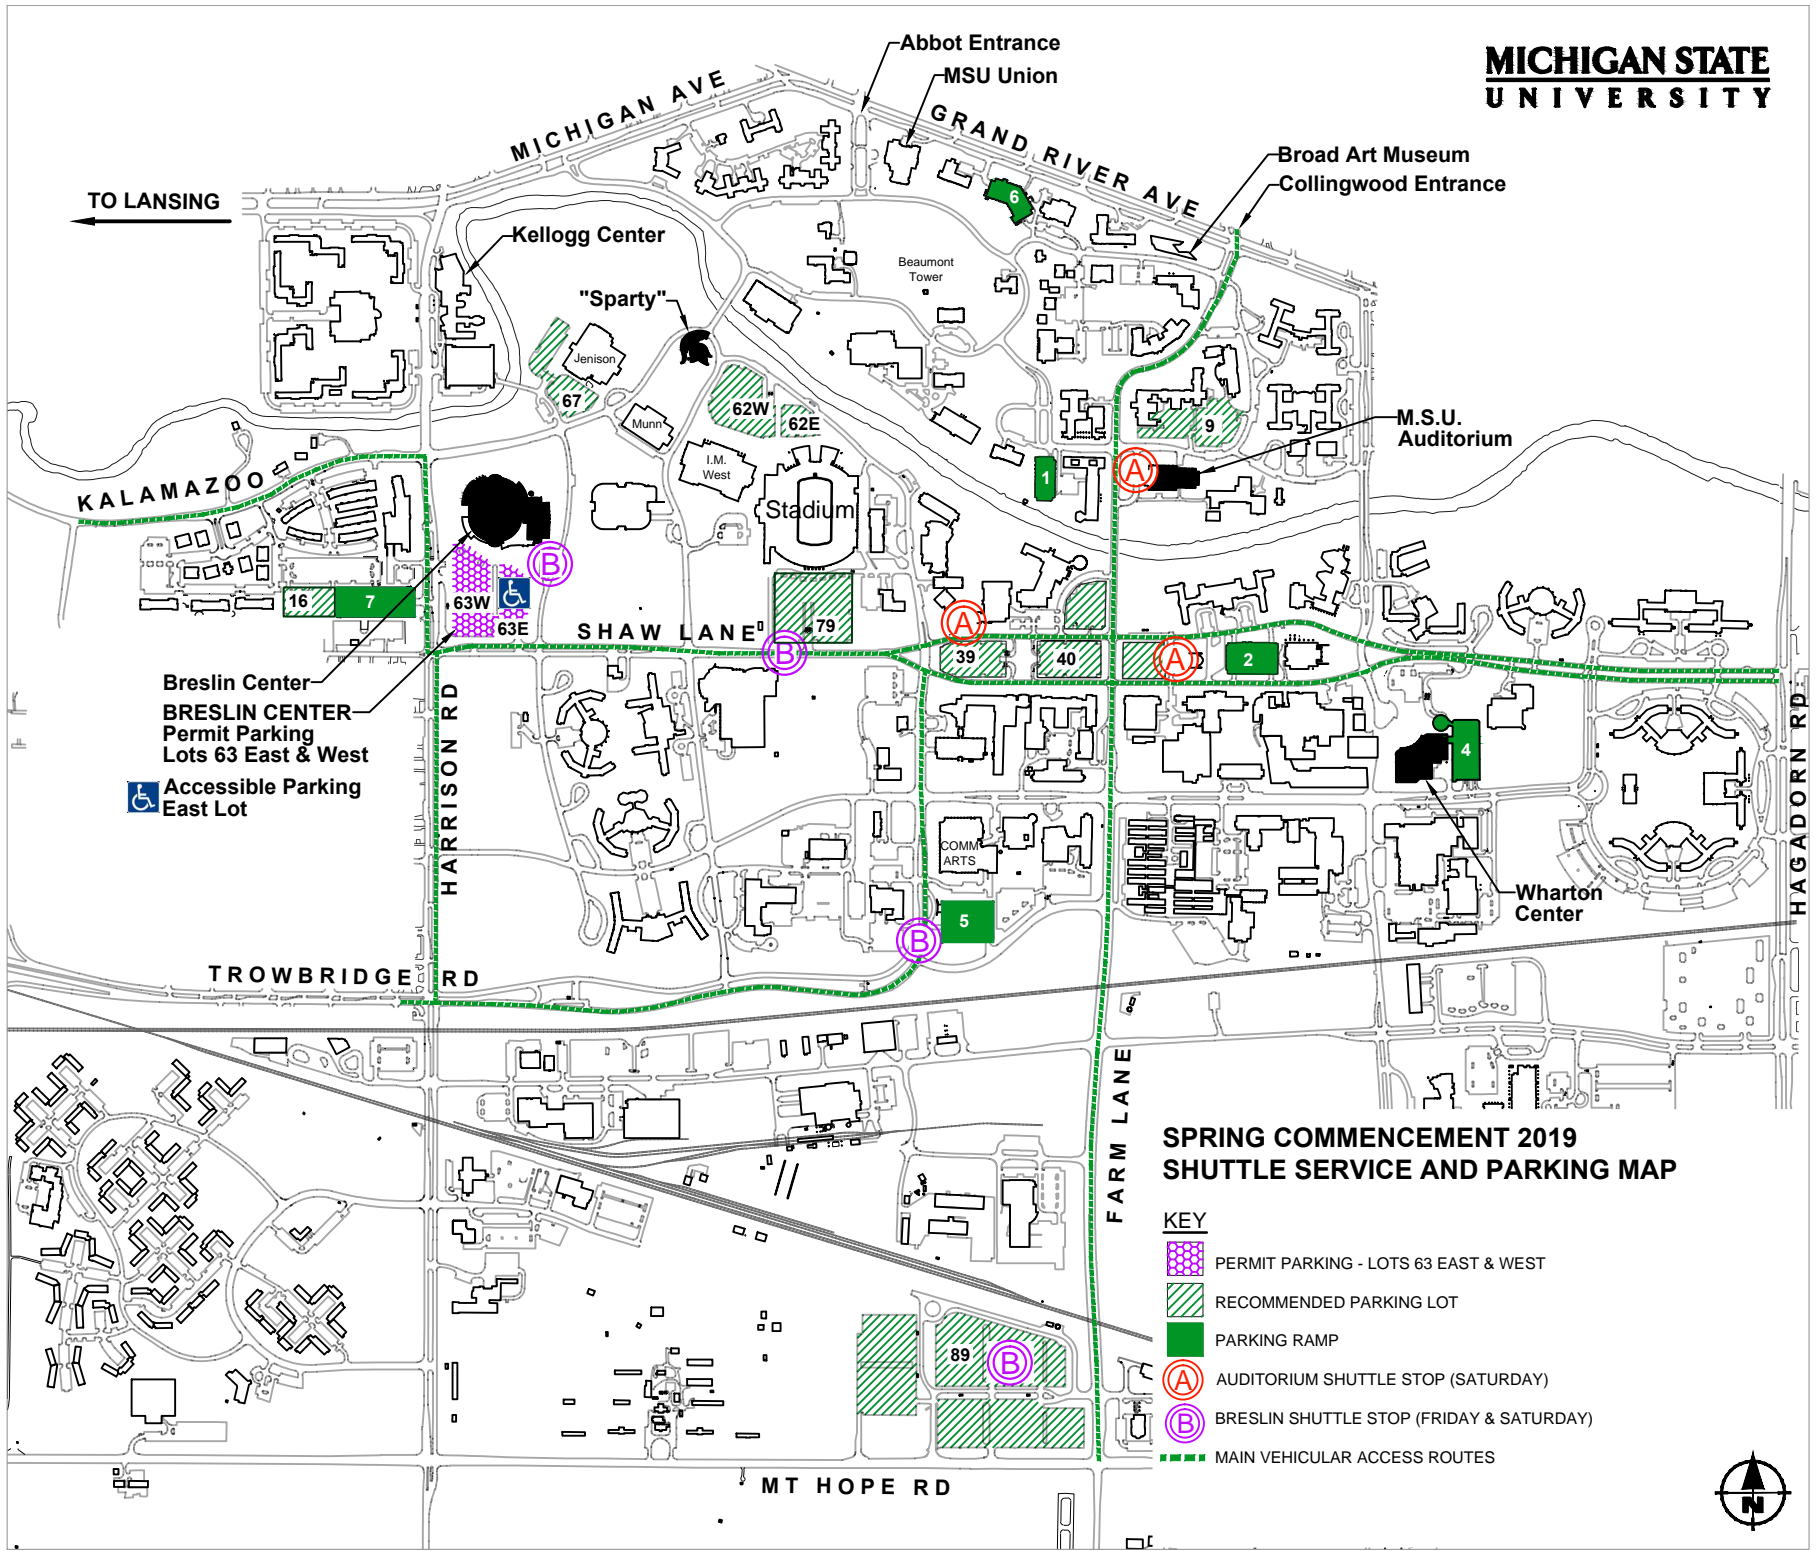 Abbot Entrance
MSU Union
MICHIGAN STATE
UNIVERSITY
MICHIGAN AVE
GRAND RIVER AVE
Broad Art Museum
Collingwood Entrance
TO LANSING
6
Kellogg Center
Beaumont
Tower
"Sparty"
Jenison
67
62W
62E
Munn
9
M.S.U.
Auditorium
I.M.
West
KALAMAZOO
1
A
Stadium
B
16
7
63W
63E
SHAW LANE
79
A
B
39
40
A
2
Breslin Center
BRESLIN CENTER
Permit Parking
Lots 63 East & West
Accessible Parking
East Lot
HARRISON RD
4
HAGADORN RD
COMM
ARTS
Wharton
Center
5
B
TROWBRIDGE RD
FARM LANE
SPRING COMMENCEMENT 2019
SHUTTLE SERVICE AND PARKING MAP
KEY
PERMIT PARKING - LOTS 63 EAST & WEST
RECOMMENDED PARKING LOT
PARKING RAMP
89
B
A AUDITORIUM SHUTTLE STOP (SATURDAY)
B BRESLIN SHUTTLE STOP (FRIDAY & SATURDAY)
MAIN VEHICULAR ACCESS ROUTES
MT HOPE RD
N